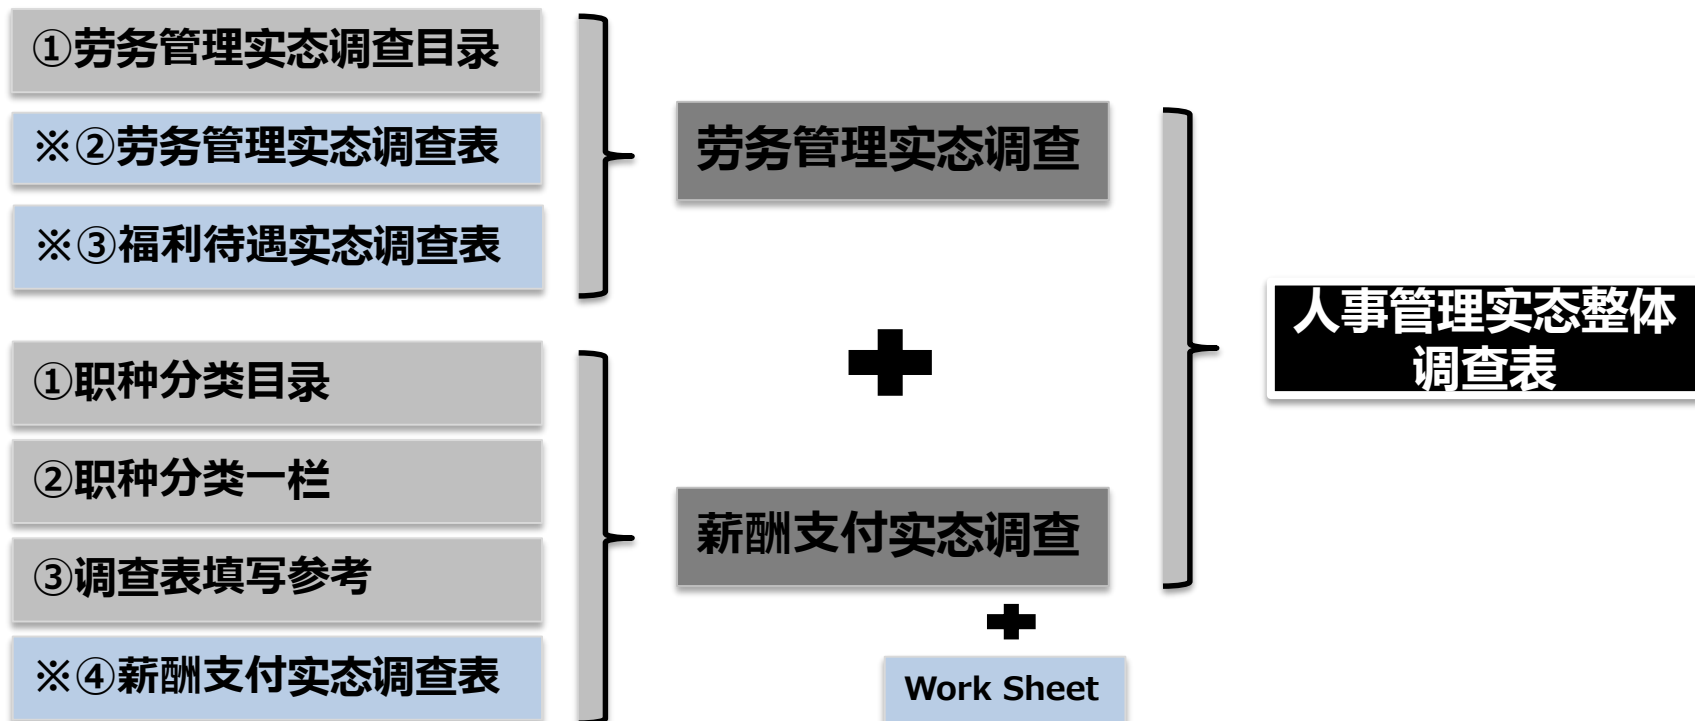 ①劳务管理实态调查目录
※②劳务管理实态调查表
※③福利待遇实态调查表
劳务管理实态调查
①职种分类目录
②职种分类一栏
③调查表填写参考
※④薪酬支付实态调查表
薪酬支付实态调查
Work Sheet
人事管理实态整体
调查表